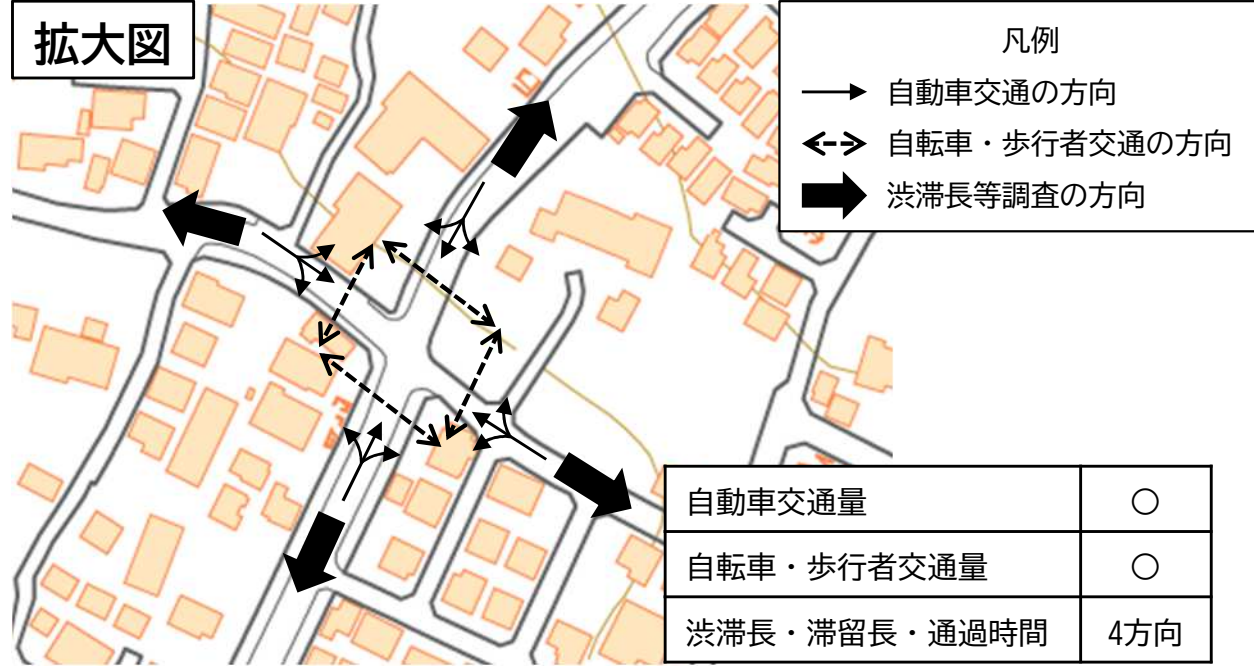 拡大図
凡例
自動車交通の方向
自転車・歩行者交通の方向
渋滞長等調査の方向
自動車交通量 ○
自転車・歩行者交通量 ○
渋滞長・滞留長・通過時間 4方向